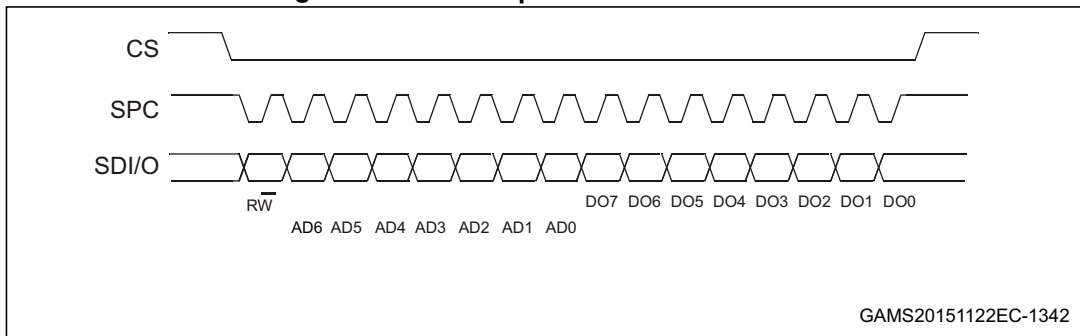 CS
SPC
SDI/O
RW
DO7 DO6 DO5 DO4 DO3 DO2 DO1 DO0
AD6 AD5 AD4 AD3 AD2 AD1 AD0
GAMS20151122EC-1342